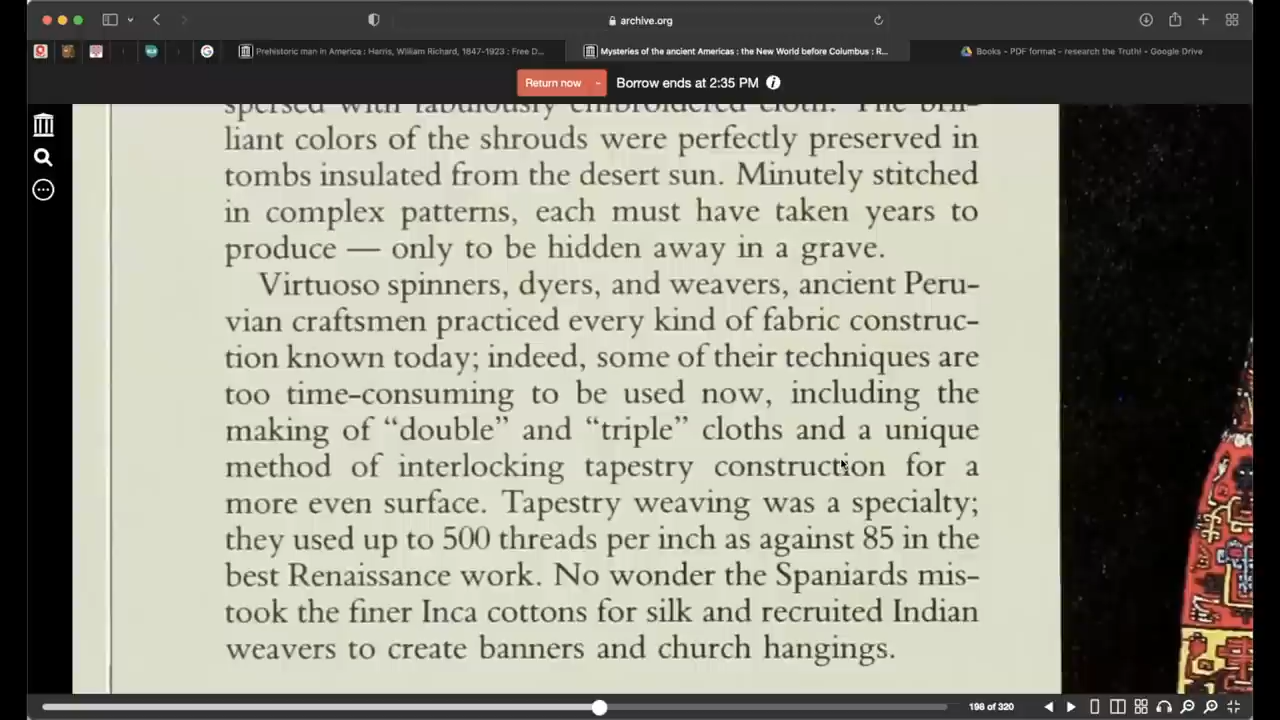 archive.org
Prehistoric man in America : Harris, William Richard, 1847-1923 : Free D...
Mysteries of the ancient Americas : the New World before Columbus : R...
Books - PDF format - research the Truth! - Google Drive
Return now
Borrow ends at 2:35 PM
spersed with fabulously embroidered cloth. The bril-
liant colors of the shrouds were perfectly preserved in
tombs insulated from the desert sun. Minutely stitched
in complex patterns, each must have taken years to
produce — only to be hidden away in a grave.
Virtuoso spinners, dyers, and weavers, ancient Peru-
vian craftsmen practiced every kind of fabric construc-
tion known today; indeed, some of their techniques are
too time-consuming to be used now, including the
making of “double” and “triple” cloths and a unique
method of interlocking tapestry construction for a
more even surface. Tapestry weaving was a specialty;
they used up to 500 threads per inch as against 85 in the
best Renaissance work. No wonder the Spaniards mis-
took the finer Inca cottons for silk and recruited Indian
weavers to create banners and church hangings.
198 of 320